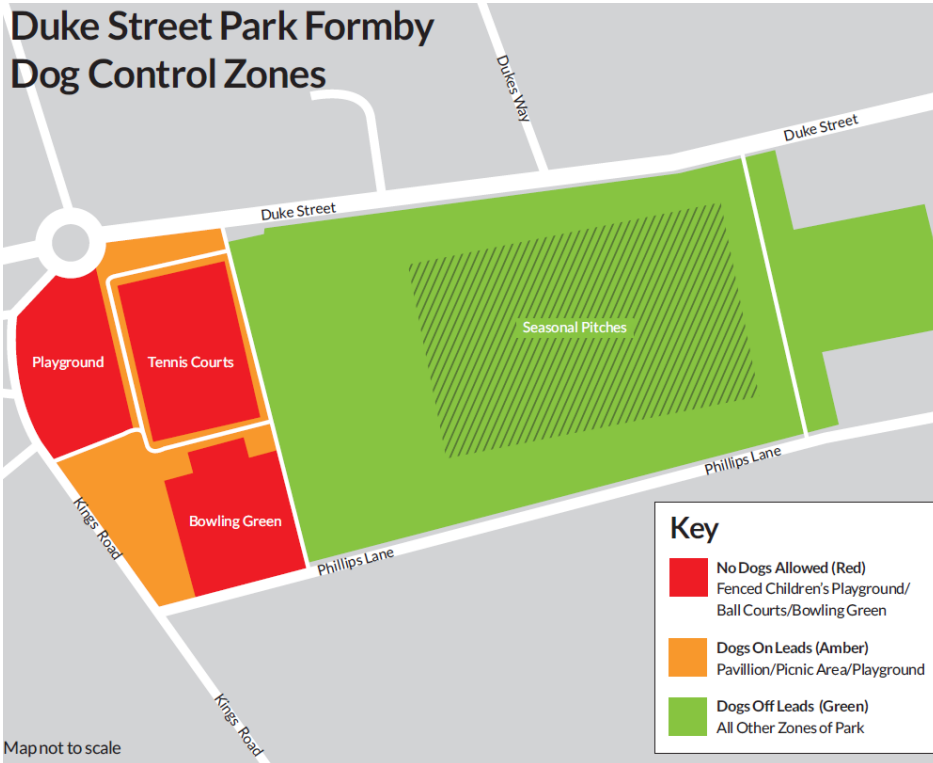 Duke Street Park Formby
Dog Control Zones
Dukes Way
Duke Street
Duke Street
Seasonal Pitches
Playground
Tennis Courts
Bowling Green
Phillips Lane
Phillips Lane
Kings Road
Kings Road
Key
No Dogs Allowed (Red)
Fenced Children's Playground/
Ball Courts/Bowling Green
Dogs On Leads (Amber)
Pavillion/Picnic Area/Playground
Dogs Off Leads (Green)
All Other Zones of Park
Map not to scale